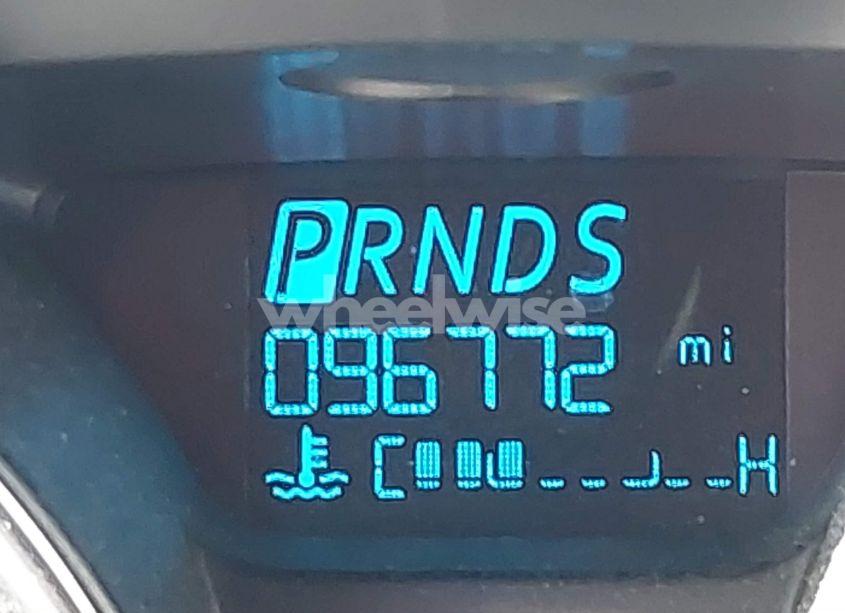 PRNDS
wheelwise
096772 mi
C H